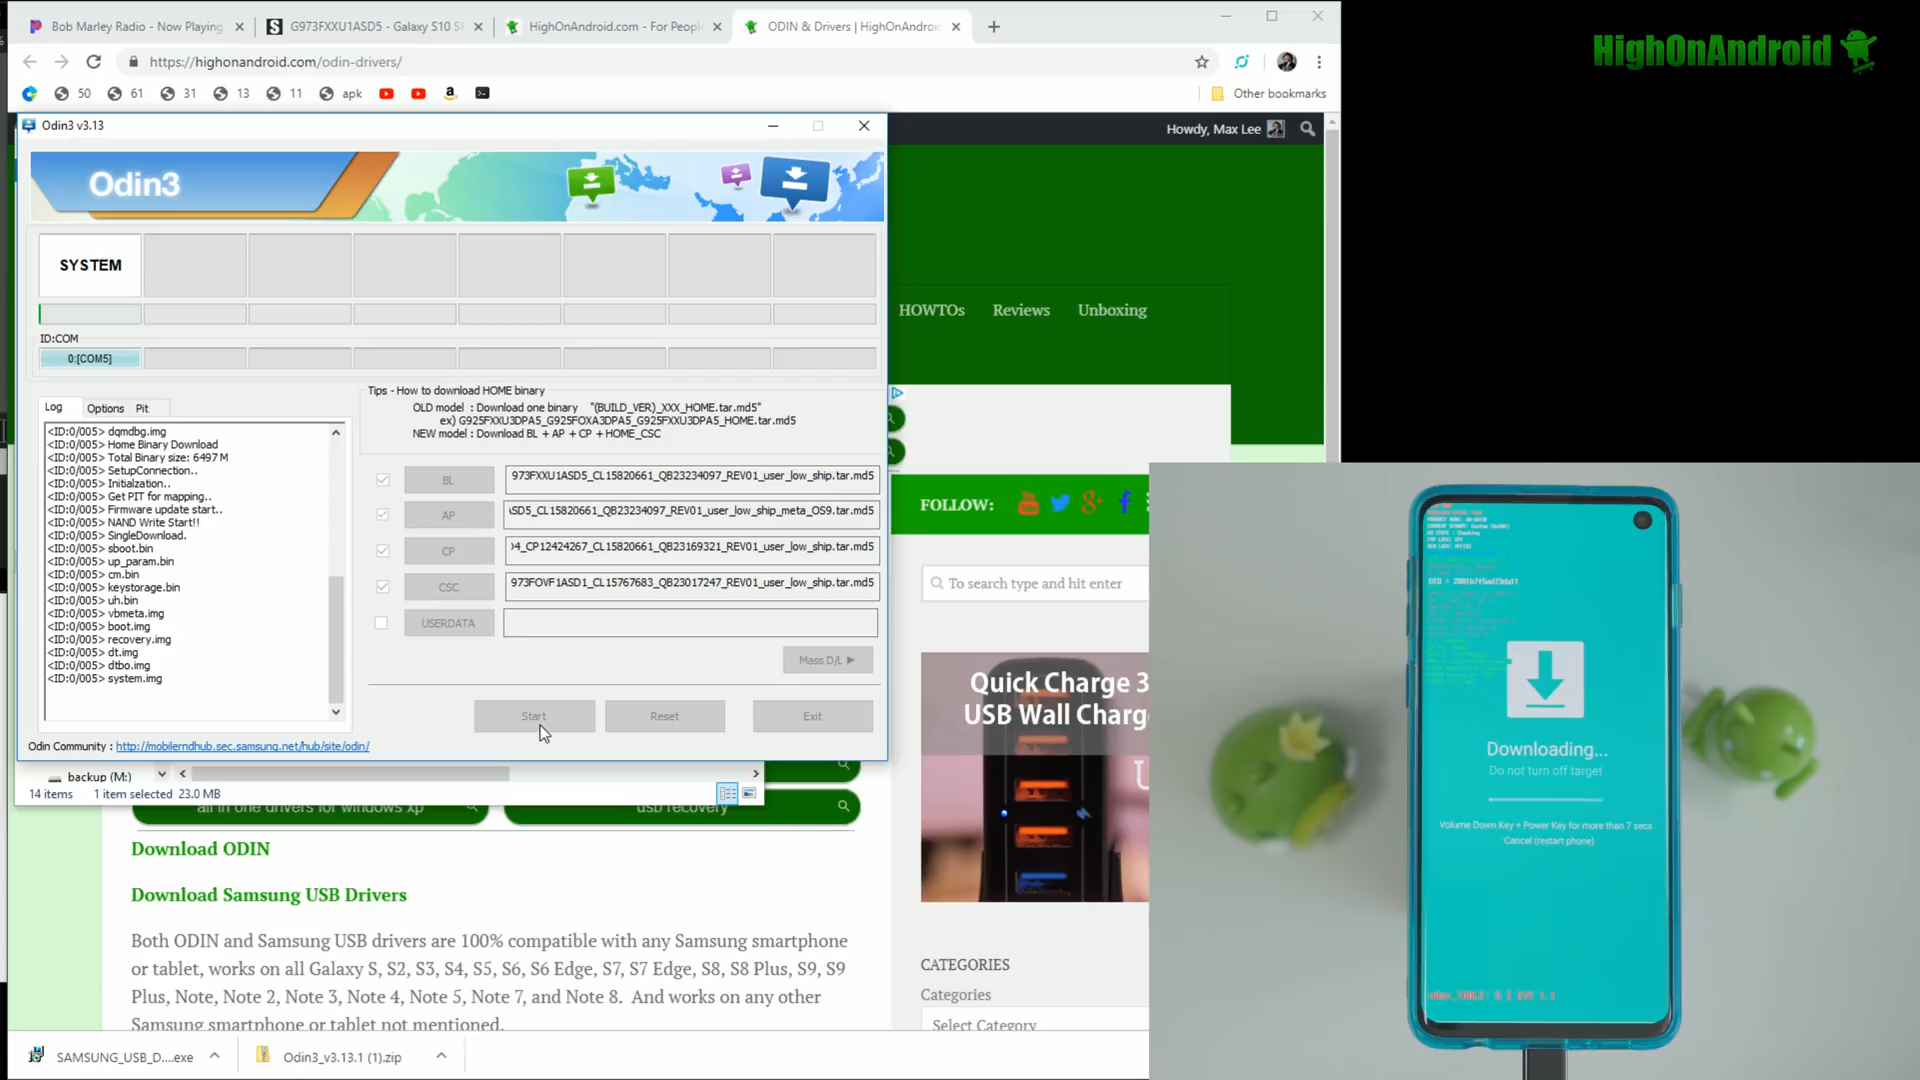 Bob Marley Radio - Now Playing
G973FXXU1ASD5 - Galaxy S10 S
HighOnAndroid.com - For Peopl
ODIN & Drivers | HighOnAndroi
HighOnAndroid
https://highonandroid.com/odin-drivers/
50
61
31
13
11
apk
Other bookmarks
Odin3 v3.13
Howdy, Max Lee
Odin3
SYSTEM
HOWTOs
Reviews
Unboxing
ID:COM
0:[COM5]
Tips - How to download HOME binary
OLD model : Download one binary "(BUILD_VER)_XXX_HOME.tar.md5"
ex) G925FXXU3DPA5_G925FOXA3DPA5_G925FXXU3DPA5_HOME.tar.md5
NEW model : Download BL + AP + CP + HOME_CSC
Log
Options
Pit
<ID:0/005> dqmdbg.img
<ID:0/005> Home Binary Download
<ID:0/005> Total Binary size: 6497 M
<ID:0/005> SetupConnection..
<ID:0/005> Initialzation..
<ID:0/005> Get PIT for mapping..
<ID:0/005> Firmware update start..
<ID:0/005> NAND Write Start!!
<ID:0/005> SingleDownload.
<ID:0/005> sboot.bin
<ID:0/005> up_param.bin
<ID:0/005> cm.bin
<ID:0/005> keystorage.bin
<ID:0/005> uh.bin
<ID:0/005> vbmeta.img
<ID:0/005> boot.img
<ID:0/005> recovery.img
<ID:0/005> dt.img
<ID:0/005> dtbo.img
<ID:0/005> system.img
BL
973FXXU1ASD5_CL15820661_QB23234097_REV01_user_low_ship.tar.md5
AP
SD5_CL15820661_QB23234097_REV01_user_low_ship_meta_OS9.tar.md5
CP
4_CP12424267_CL15820661_QB23169321_REV01_user_low_ship.tar.md5
CSC
973FOVF1ASD1_CL15767683_QB23017247_REV01_user_low_ship.tar.md5
USERDATA
Mass D/L
Start
Reset
Exit
Odin Community : http://mobilerndhub.sec.samsung.net/hub/site/odin/
FOLLOW:
To search type and hit enter
Quick Charge 3
USB Wall Charg
backup (M:)
14 items
1 item selected 23.0 MB
all in one drivers for windows xp
usb recovery
Download ODIN
Download Samsung USB Drivers
Both ODIN and Samsung USB drivers are 100% compatible with any Samsung smartphone
or tablet, works on all Galaxy S, S2, S3, S4, S5, S6, S6 Edge, S7, S7 Edge, S8, S8 Plus, S9, S9
Plus, Note, Note 2, Note 3, Note 4, Note 5, Note 7, and Note 8. And works on any other
Samsung smartphone or tablet not mentioned.
CATEGORIES
Categories
Select Category
SAMSUNG_USB_D....exe
Odin3_v3.13.1 (1).zip
Downloading...
Do not turn off target
Volume Down Key + Power Key for more than 7 secs
: Cancel (restart phone)